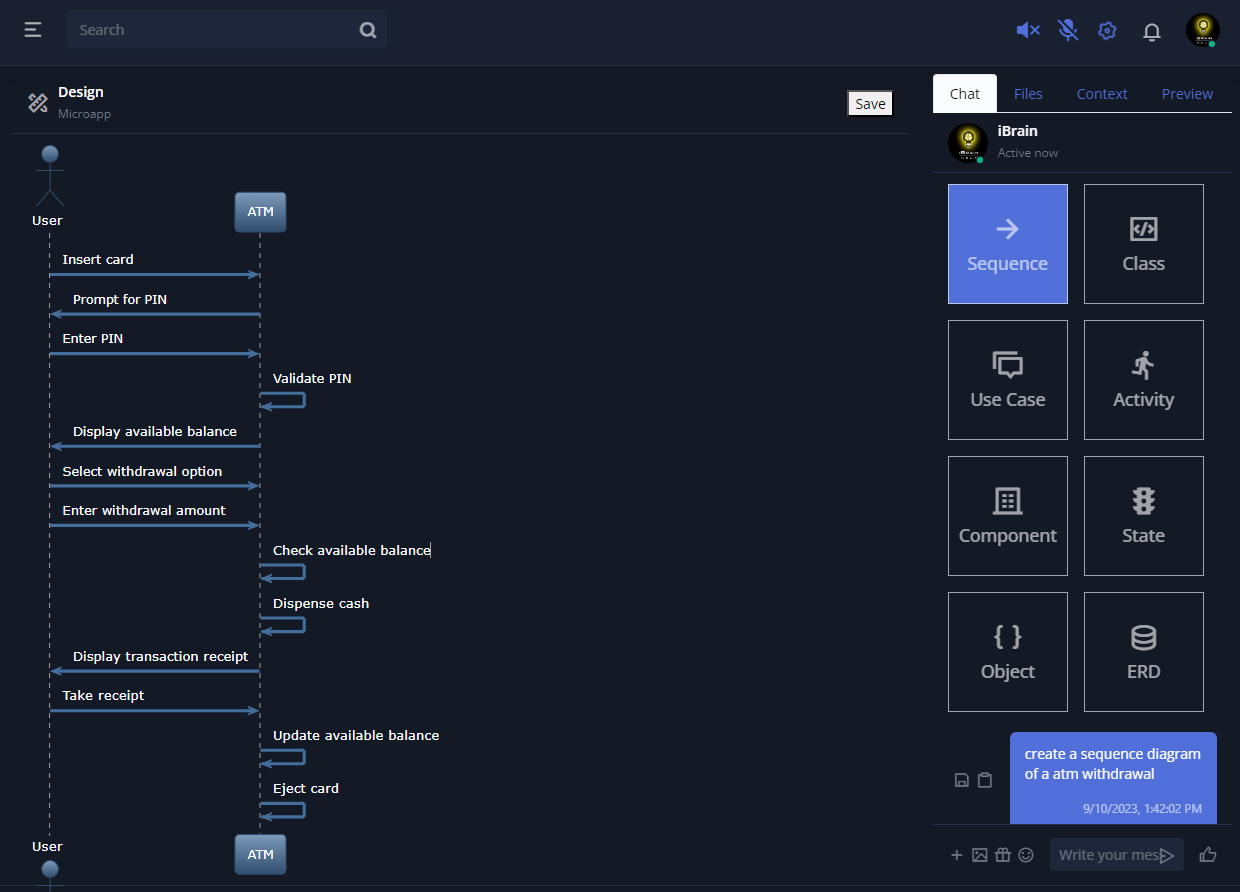 Search
Design
Microapp
Save
User
ATM
Insert card
Prompt for PIN
Enter PIN
Validate PIN
Display available balance
Select withdrawal option
Enter withdrawal amount
Check available balance
Dispense cash
Display transaction receipt
Take receipt
Update available balance
Eject card
User
ATM
Chat Files Context Preview
iBrain
Active now
Sequence
Class
Use Case
Activity
Component
State
Object
ERD
create a sequence diagram
of a atm withdrawal
9/10/2023, 1:42:02 PM
Write your mes